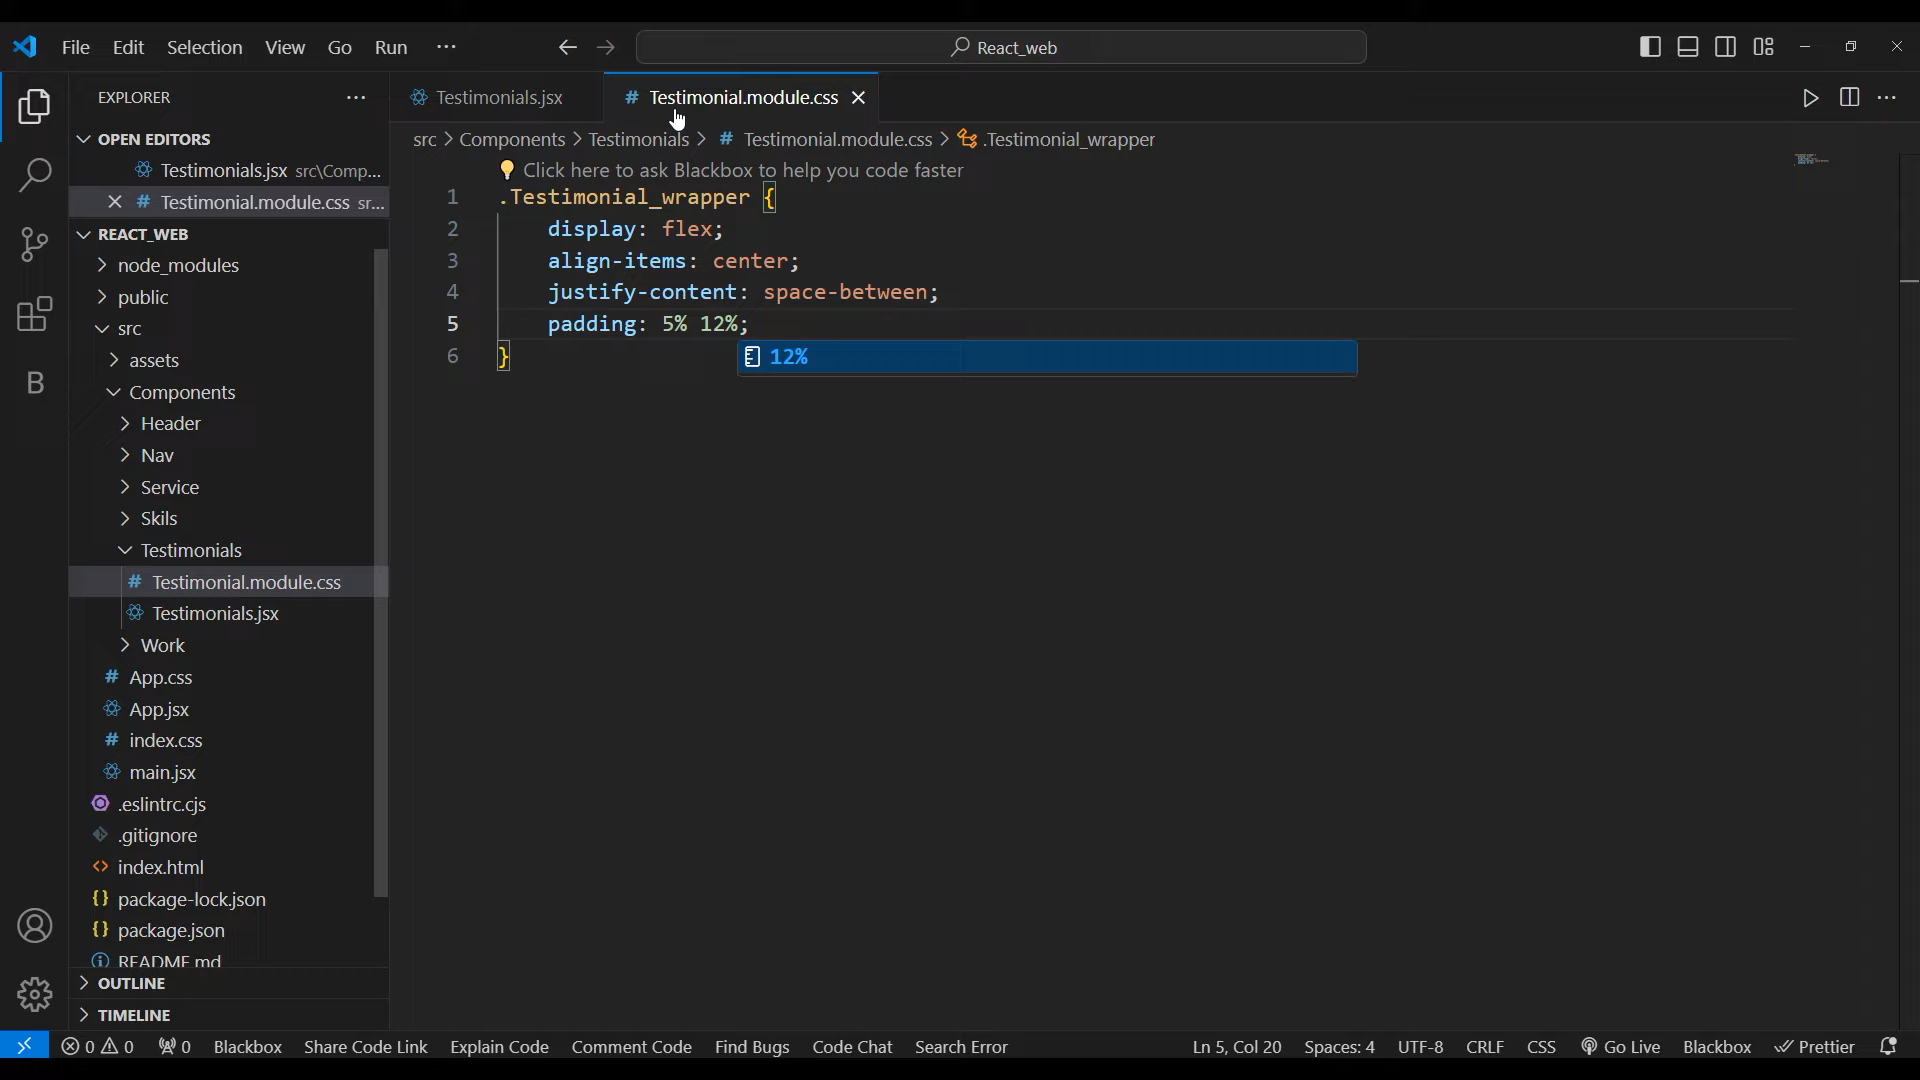 File Edit Selection View Go Run ···
React_web
EXPLORER ···
Testimonials.jsx
# Testimonial.module.css
OPEN EDITORS
Testimonials.jsx src\Comp...
# Testimonial.module.css sr...
REACT_WEB
node_modules
public
src
assets
Components
Header
Nav
Service
Skils
Testimonials
# Testimonial.module.css
Testimonials.jsx
Work
# App.css
App.jsx
# index.css
main.jsx
.eslintrc.cjs
.gitignore
<> index.html
{} package-lock.json
{} package.json
README.md
OUTLINE
TIMELINE
B
src > Components > Testimonials > # Testimonial.module.css > .Testimonial_wrapper
Click here to ask Blackbox to help you code faster
1 .Testimonial_wrapper {
2 display: flex;
3 align-items: center;
4 justify-content: space-between;
5 padding: 5% 12%;
6 }
12%
0 0 0 Blackbox Share Code Link Explain Code Comment Code Find Bugs Code Chat Search Error Ln 5, Col 20 Spaces: 4 UTF-8 CRLF CSS Go Live Blackbox Prettier